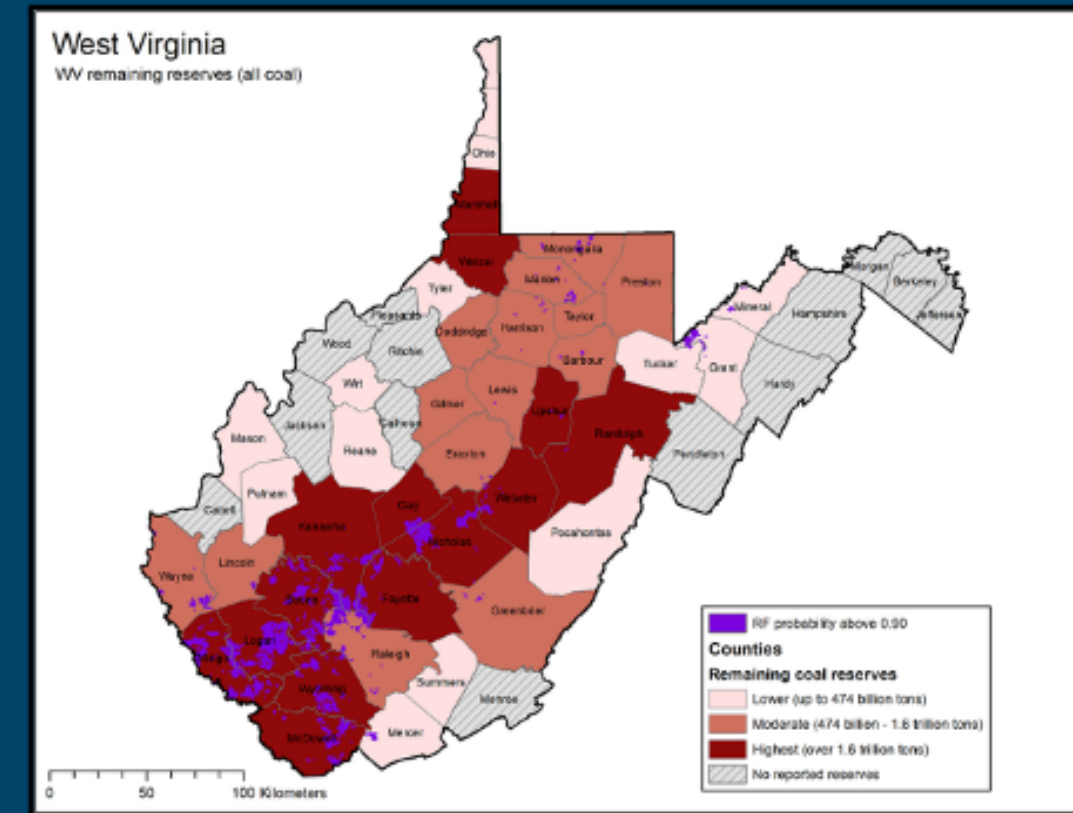 West Virginia
WV remaining reserves (all coal)
Ohio
Marshall
Wetzel
Monongalia
Marion
Preston
Tyler
Pleasants
Doddridge
Harrison
Taylor
Mineral
Morgan
Berkeley
Jefferson
Hampshire
Wood
Ritchie
Barbour
Tucker
Grant
Hardy
Wirt
Lewis
Gilmer
Upshur
Randolph
Calhoun
Jackson
Mason
Roane
Braxton
Pendleton
Putnam
Cabell
Kanawha
Clay
Webster
Nicholas
Pocahontas
Wayne
Lincoln
Boone
Fayette
Greenbrier
Logan
Mingo
Raleigh
Wyoming
Summers
Monroe
McDowell
Mercer
RF probability above 0.90
Counties
Remaining coal reserves
Lower (up to 474 billion tons)
Moderate (474 billion - 1.6 trillion tons)
Highest (over 1.6 trillion tons)
No reported reserves
0 50 100 Kilometers